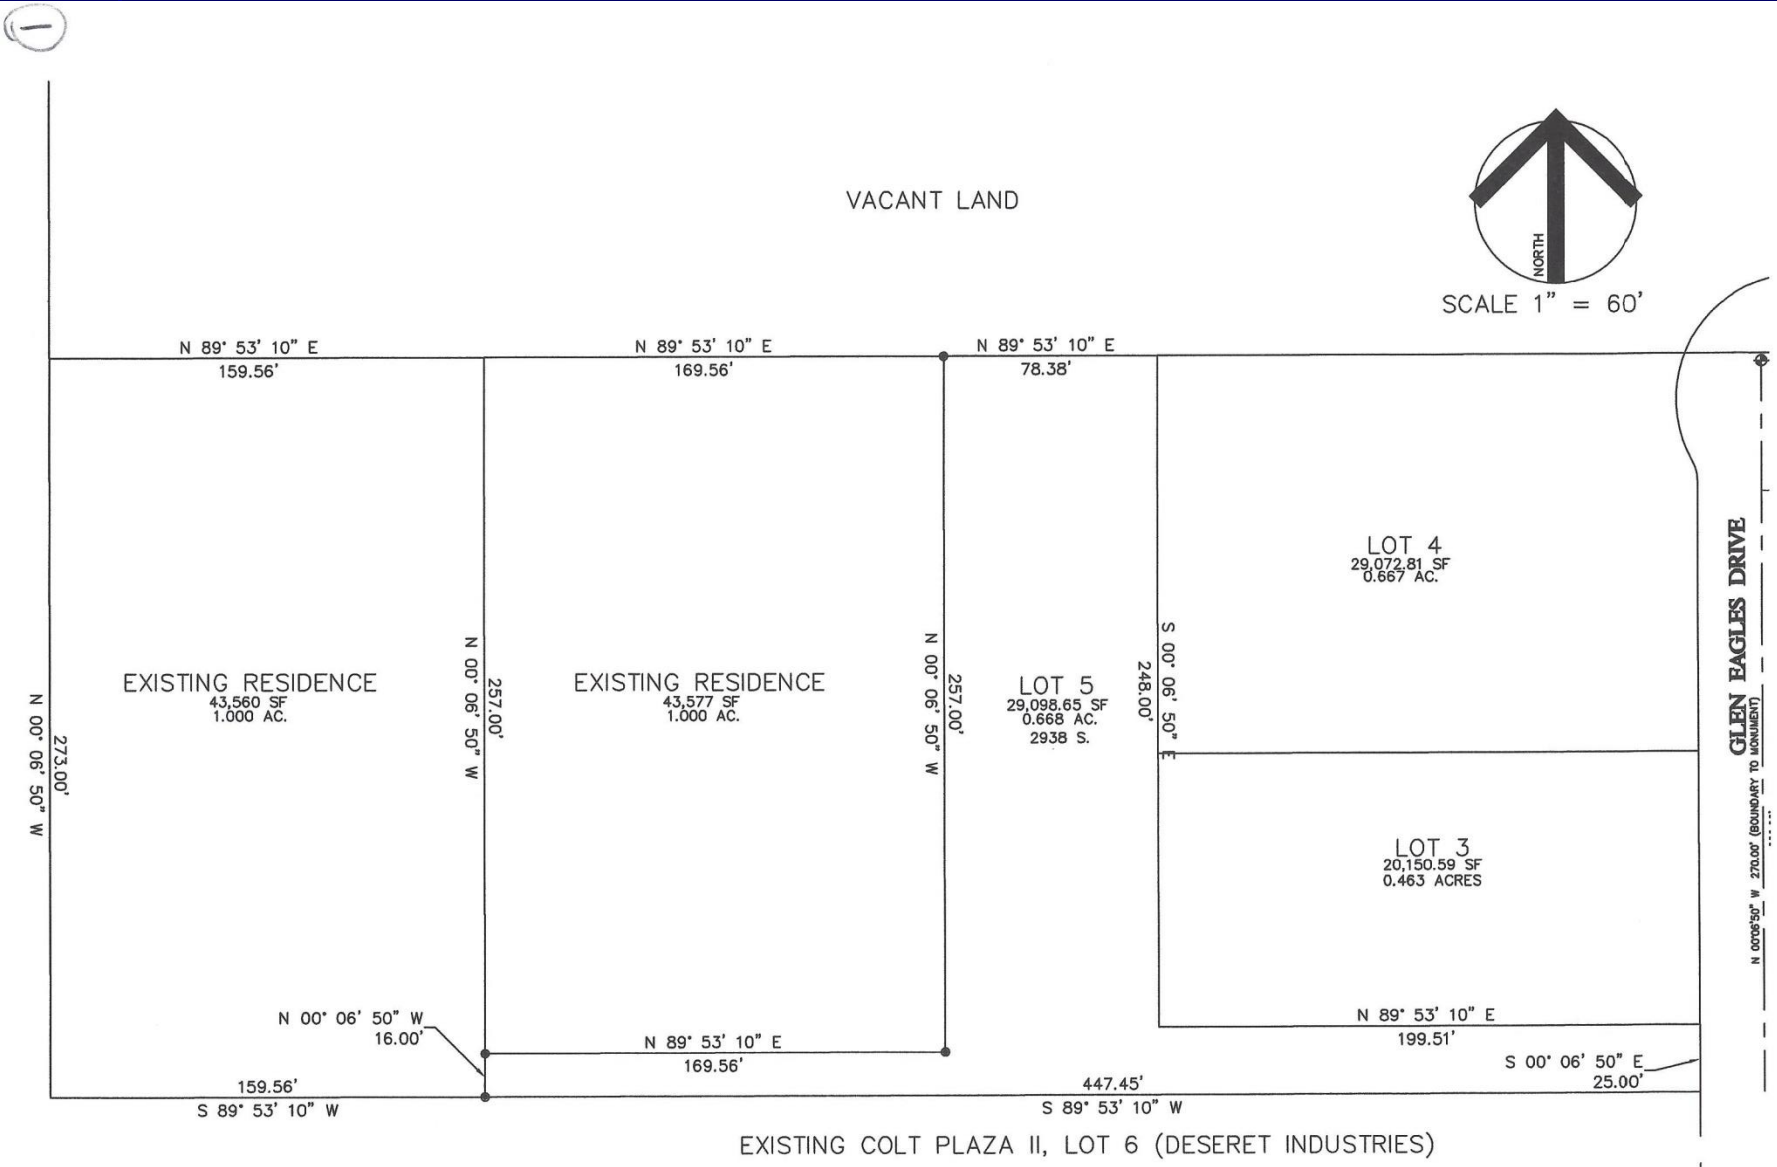 1
VACANT LAND
NORTH
SCALE 1" = 60'
N 89° 53' 10" E
159.56'
N 89° 53' 10" E
169.56'
N 89° 53' 10" E
78.38'
LOT 4
29,072.81 SF
0.667 AC.
GLEN EAGLES DRIVE
N 00°06'50" W 270.00' (BOUNDARY TO MONUMENT)
N 00° 06' 50" W
273.00'
EXISTING RESIDENCE
43,560 SF
1.000 AC.
N 00° 06' 50" W
257.00'
EXISTING RESIDENCE
43,577 SF
1.000 AC.
N 00° 06' 50" W
257.00'
LOT 5
29,098.65 SF
0.668 AC.
2938 S.
S 00° 06' 50" E
248.00'
LOT 3
20,150.59 SF
0.463 ACRES
N 00° 06' 50" W
16.00'
N 89° 53' 10" E
169.56'
N 89° 53' 10" E
199.51'
S 00° 06' 50" E
25.00'
159.56'
S 89° 53' 10" W
447.45'
S 89° 53' 10" W
EXISTING COLT PLAZA II, LOT 6 (DESERET INDUSTRIES)